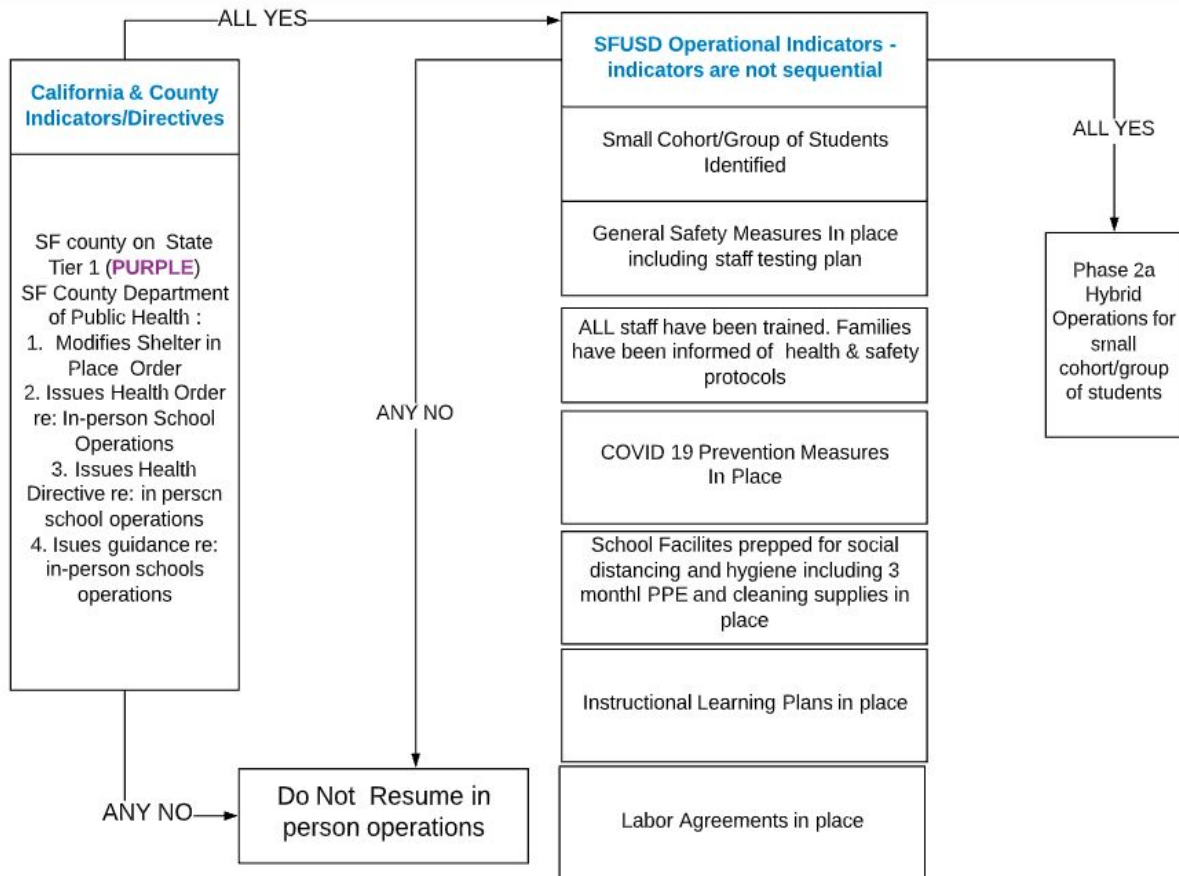 ALL YES
California & County
Indicators/Directives
SF county on State
Tier 1 (PURPLE)
SF County Department
of Public Health :
1. Modifies Shelter in
Place Order
2. Issues Health Order
re: In-person School
Operations
3. Issues Health
Directive re: in perscn
school operations
4. Isues guidance re:
in-person schools
operations
ANY NO
ANY NO
Do Not Resume in
person operations
SFUSD Operational Indicators -
indicators are not sequential
Small Cohort/Group of Students
Identified
General Safety Measures In place
including staff testing plan
ALL staff have been trained. Families
have been informed of health & safety
protocols
COVID 19 Prevention Measures
In Place
School Facilites prepped for social
distancing and hygiene including 3
monthl PPE and cleaning supplies in
place
Instructional Learning Plans in place
Labor Agreements in place
ALL YES
Phase 2a
Hybrid
Operations for
small
cohort/group
of students